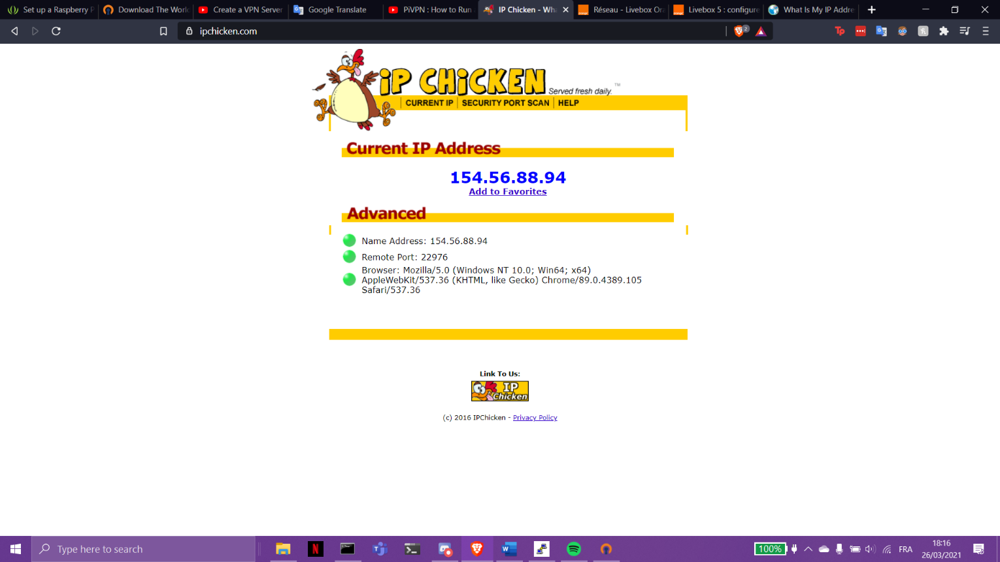 Set up a Raspberry P
Download The Worl
Create a VPN Server
Google Translate
PiVPN : How to Run
IP Chicken - Wh
Réseau - Livebox Ora
Livebox 5 : configure
What Is My IP Addre
ipchicken.com
2
Tp
IP CHiCKEN
Served fresh daily. ™
CURRENT IP | SECURITY PORT SCAN | HELP
Current IP Address
154.56.88.94
Add to Favorites
Advanced
Name Address: 154.56.88.94
Remote Port: 22976
Browser: Mozilla/5.0 (Windows NT 10.0; Win64; x64)
AppleWebKit/537.36 (KHTML, like Gecko) Chrome/89.0.4389.105
Safari/537.36
Link To Us:
IP
Chicken
(c) 2016 IPChicken - Privacy Policy
Type here to search
100%
FRA
18:16
26/03/2021